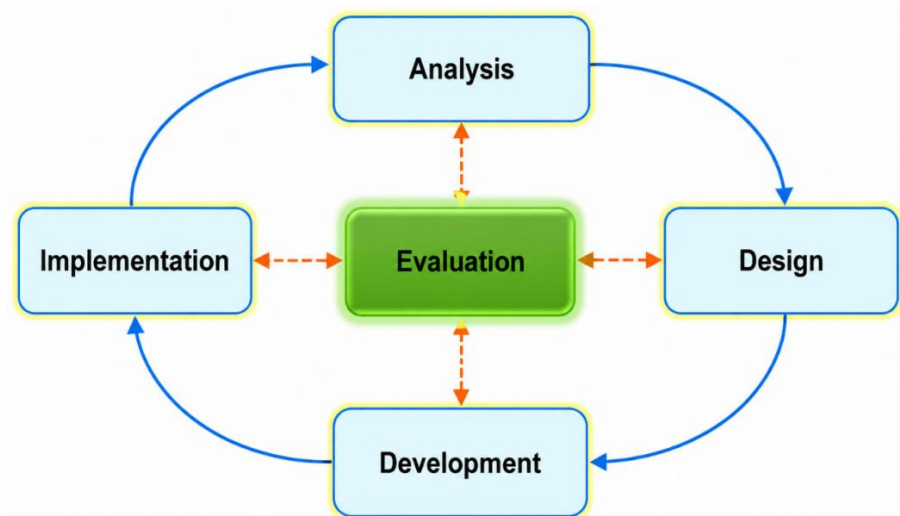 Analysis
Implementation
Evaluation
Design
Development